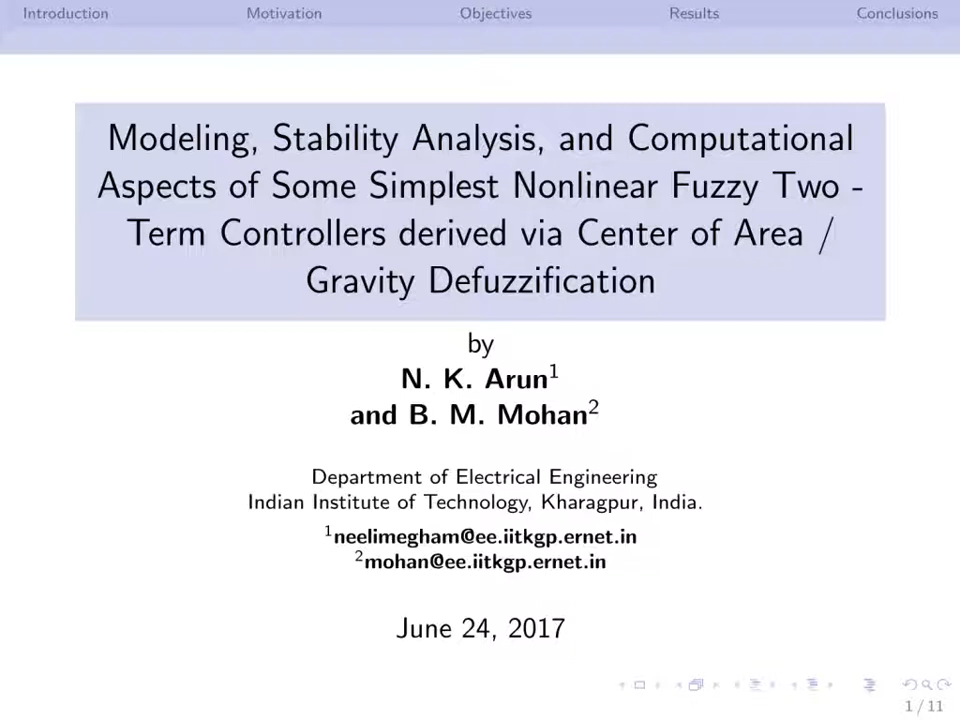 Introduction Motivation Objectives Results Conclusions
Modeling, Stability Analysis, and Computational
Aspects of Some Simplest Nonlinear Fuzzy Two -
Term Controllers derived via Center of Area /
Gravity Defuzzification
by
N. K. Arun¹
and B. M. Mohan²
Department of Electrical Engineering
Indian Institute of Technology, Kharagpur, India.
¹neelimegham@ee.iitkgp.ernet.in
²mohan@ee.iitkgp.ernet.in
June 24, 2017
1 / 11